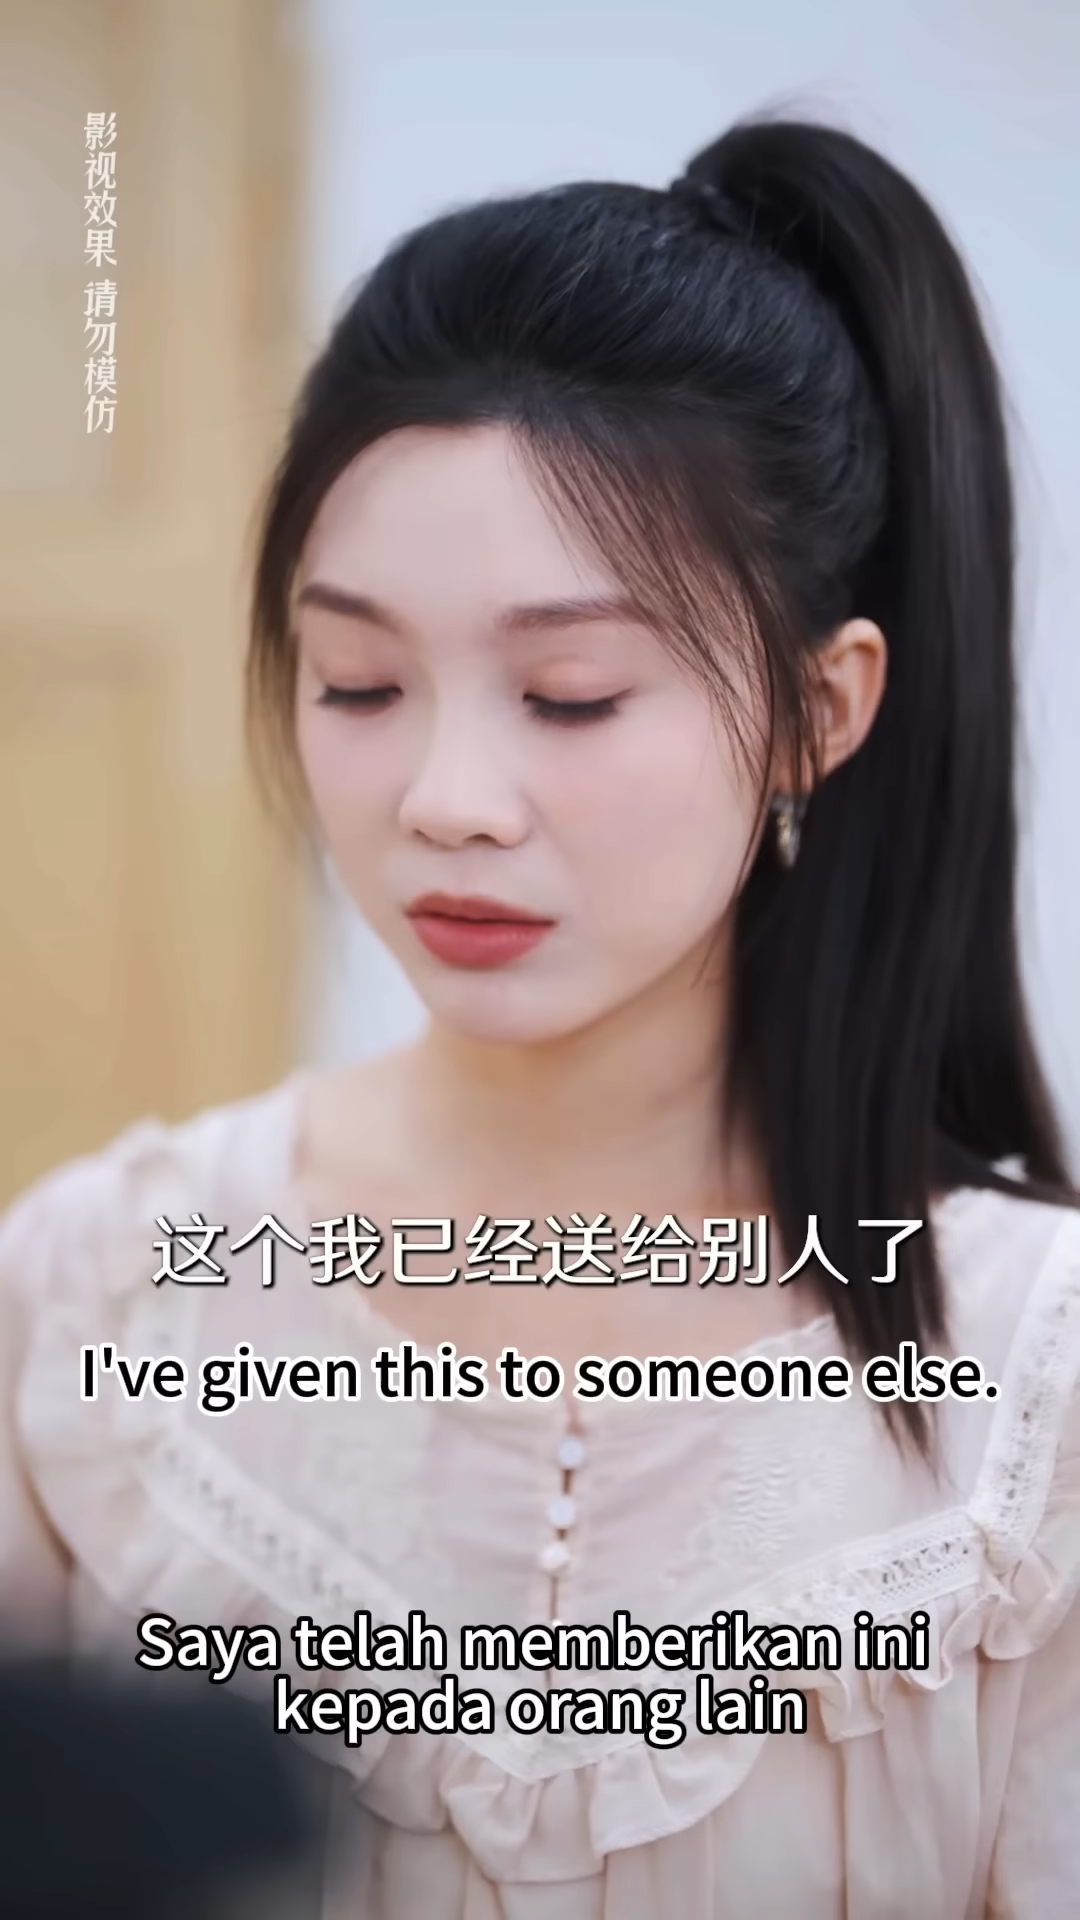 影视效果 请勿模仿
这个我已经送给别人了
I've given this to someone else.
Saya telah memberikan ini
kepada orang lain